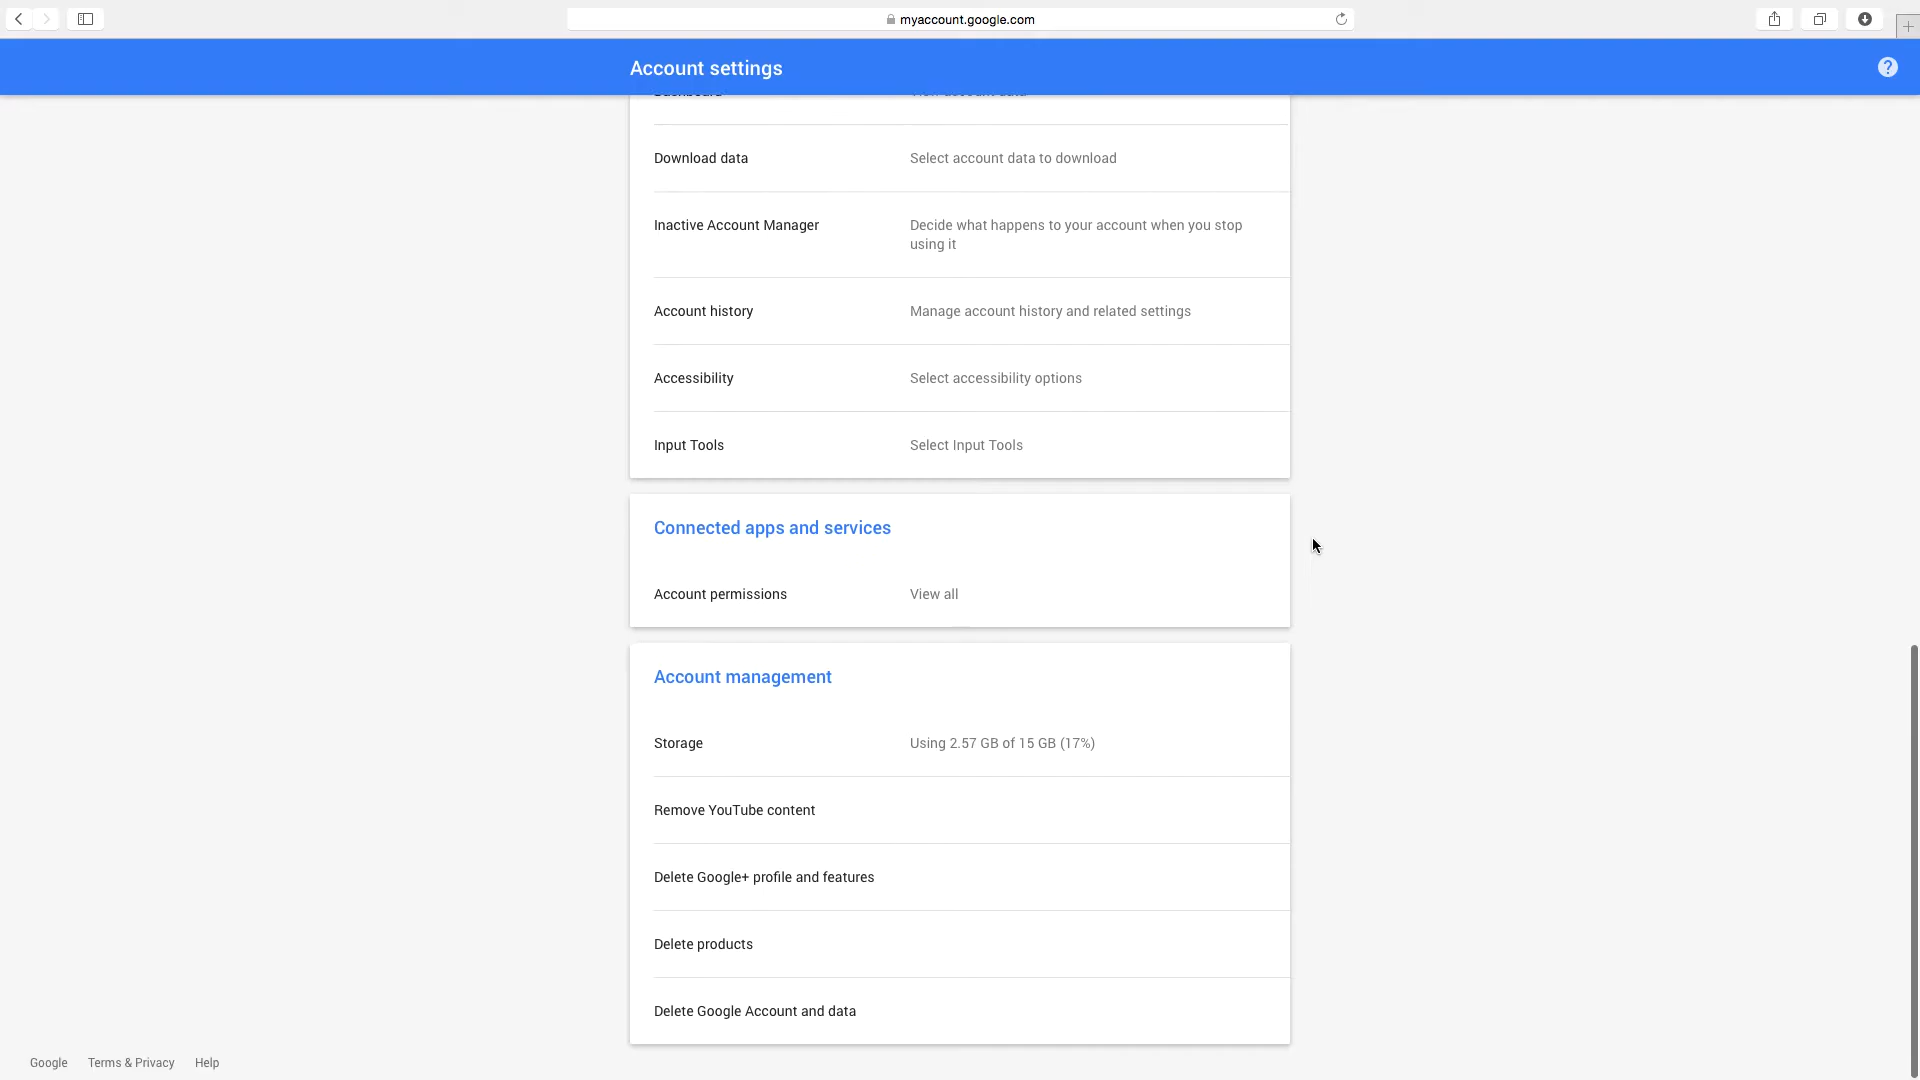 myaccount.google.com
Account settings
?
Download data Select account data to download
Inactive Account Manager Decide what happens to your account when you stop
using it
Account history Manage account history and related settings
Accessibility Select accessibility options
Input Tools Select Input Tools
Connected apps and services
Account permissions View all
Account management
Storage Using 2.57 GB of 15 GB (17%)
Remove YouTube content
Delete Google+ profile and features
Delete products
Delete Google Account and data
Google Terms & Privacy Help